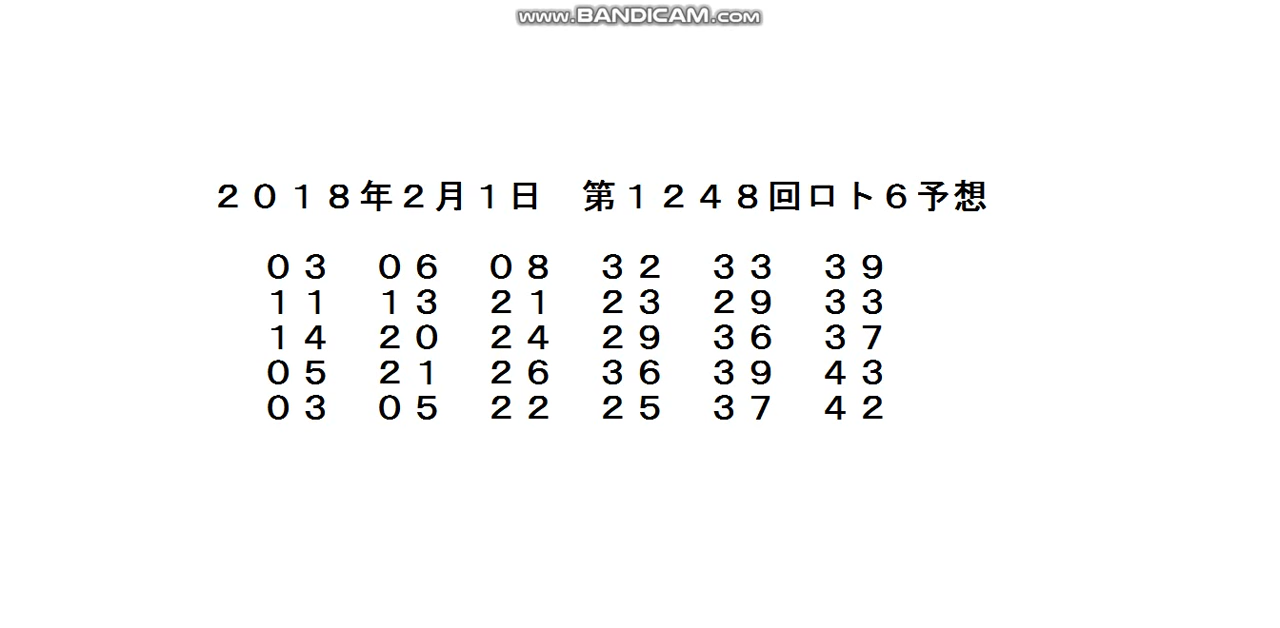 www.BANDICAM.com
２０１８年２月１日　第１２４８回ロト６予想
０３　０６　０８　３２　３３　３９
１１　１３　２１　２３　２９　３３
１４　２０　２４　２９　３６　３７
０５　２１　２６　３６　３９　４３
０３　０５　２２　２５　３７　４２